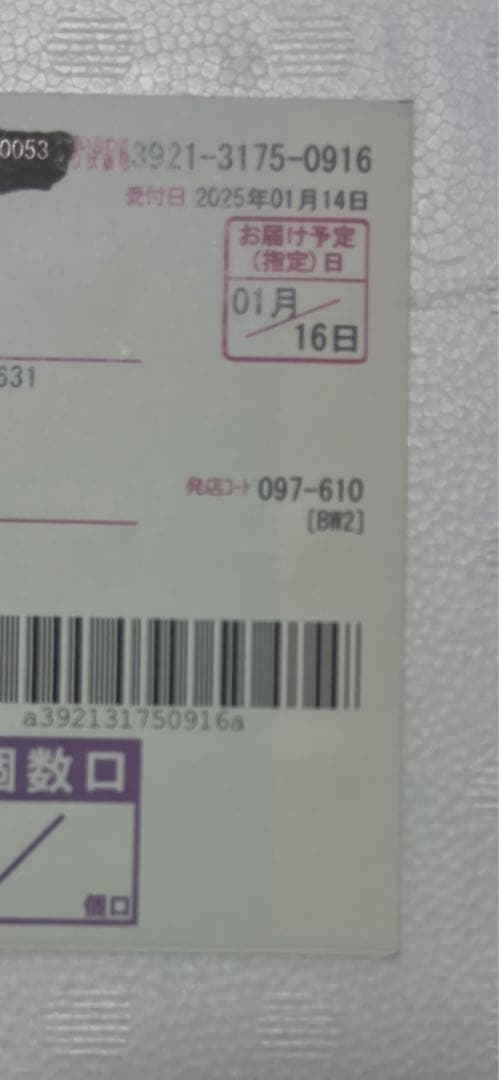 0053
3921-3175-0916
受付日 2025年01月14日
お届け予定
(指定)日
01月
16日
631
発店コード 097-610
[BW2]
a392131750916a
個数口
個口